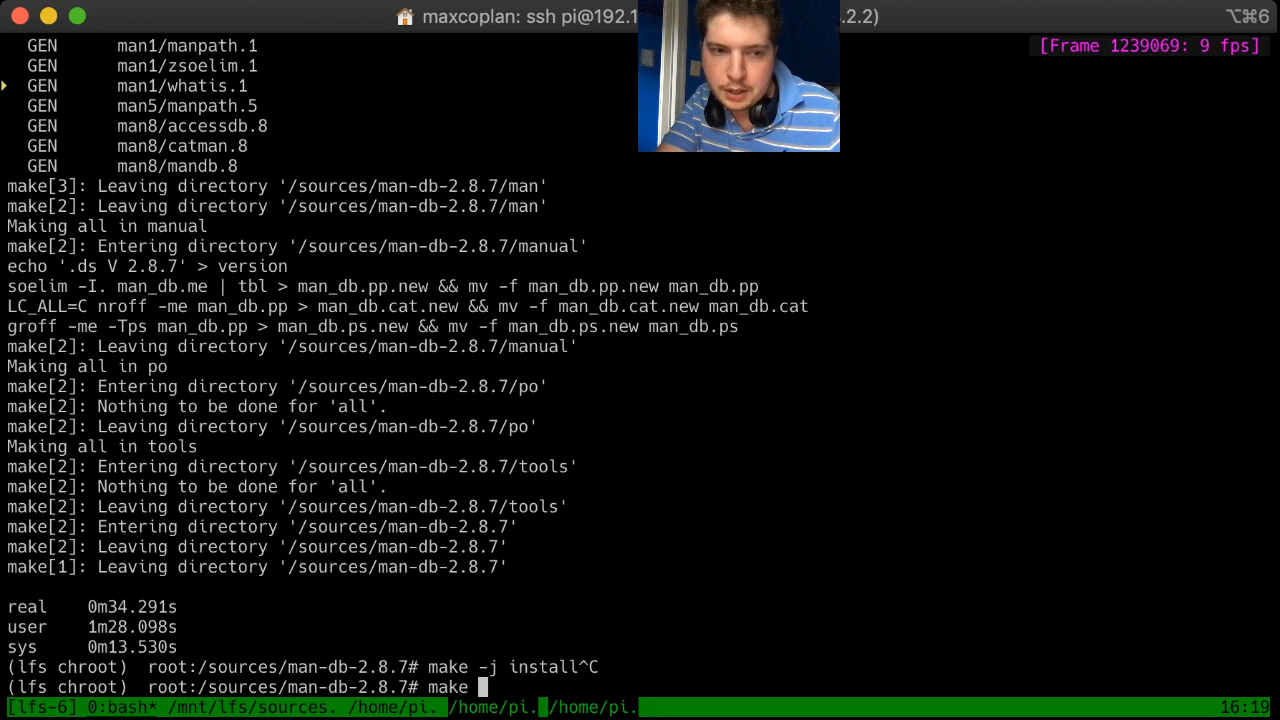 maxcoplan: ssh pi@192.1 .2.2) ⌥⌘6
GEN man1/manpath.1
[Frame 1239069: 9 fps]
GEN man1/zsoelim.1
GEN man1/whatis.1
GEN man5/manpath.5
GEN man8/accessdb.8
GEN man8/catman.8
GEN man8/mandb.8
make[3]: Leaving directory '/sources/man-db-2.8.7/man'
make[2]: Leaving directory '/sources/man-db-2.8.7/man'
Making all in manual
make[2]: Entering directory '/sources/man-db-2.8.7/manual'
echo '.ds V 2.8.7' > version
soelim -I. man_db.me | tbl > man_db.pp.new && mv -f man_db.pp.new man_db.pp
LC_ALL=C nroff -me man_db.pp > man_db.cat.new && mv -f man_db.cat.new man_db.cat
groff -me -Tps man_db.pp > man_db.ps.new && mv -f man_db.ps.new man_db.ps
make[2]: Leaving directory '/sources/man-db-2.8.7/manual'
Making all in po
make[2]: Entering directory '/sources/man-db-2.8.7/po'
make[2]: Nothing to be done for 'all'.
make[2]: Leaving directory '/sources/man-db-2.8.7/po'
Making all in tools
make[2]: Entering directory '/sources/man-db-2.8.7/tools'
make[2]: Nothing to be done for 'all'.
make[2]: Leaving directory '/sources/man-db-2.8.7/tools'
make[2]: Entering directory '/sources/man-db-2.8.7'
make[2]: Leaving directory '/sources/man-db-2.8.7'
make[1]: Leaving directory '/sources/man-db-2.8.7'
real 0m34.291s
user 1m28.098s
sys 0m13.530s
(lfs chroot) root:/sources/man-db-2.8.7# make -j install^C
(lfs chroot) root:/sources/man-db-2.8.7# make
[lfs-6] 0:bash* /mnt/lfs/sources. /home/pi. /home/pi. /home/pi. 16:19